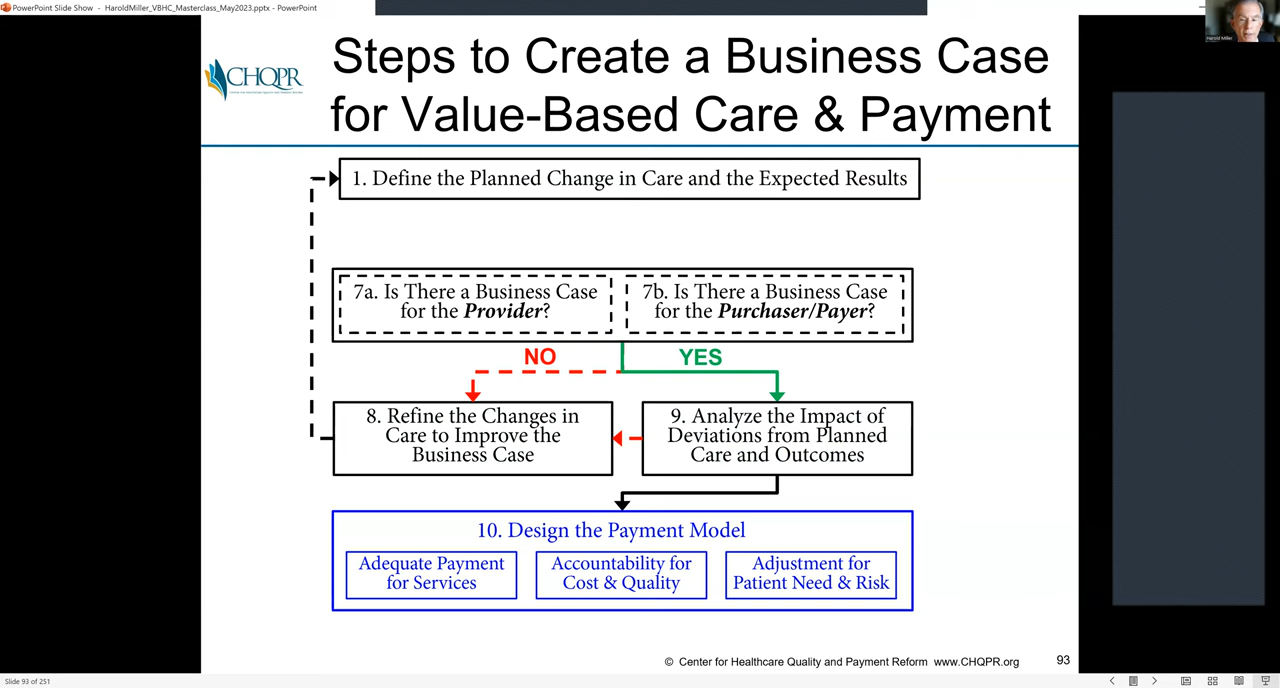 PowerPoint Slide Show - HaroldMiller_VBHC_Masterclass_May2023.pptx - PowerPoint
Harold Miller
CHQPR
Steps to Create a Business Case
for Value-Based Care & Payment
1. Define the Planned Change in Care and the Expected Results
7a. Is There a Business Case
for the Provider?
7b. Is There a Business Case
for the Purchaser/Payer?
NO
YES
8. Refine the Changes in
Care to Improve the
Business Case
9. Analyze the Impact of
Deviations from Planned
Care and Outcomes
10. Design the Payment Model
Adequate Payment
for Services
Accountability for
Cost & Quality
Adjustment for
Patient Need & Risk
© Center for Healthcare Quality and Payment Reform www.CHQPR.org
93
Slide 93 of 251